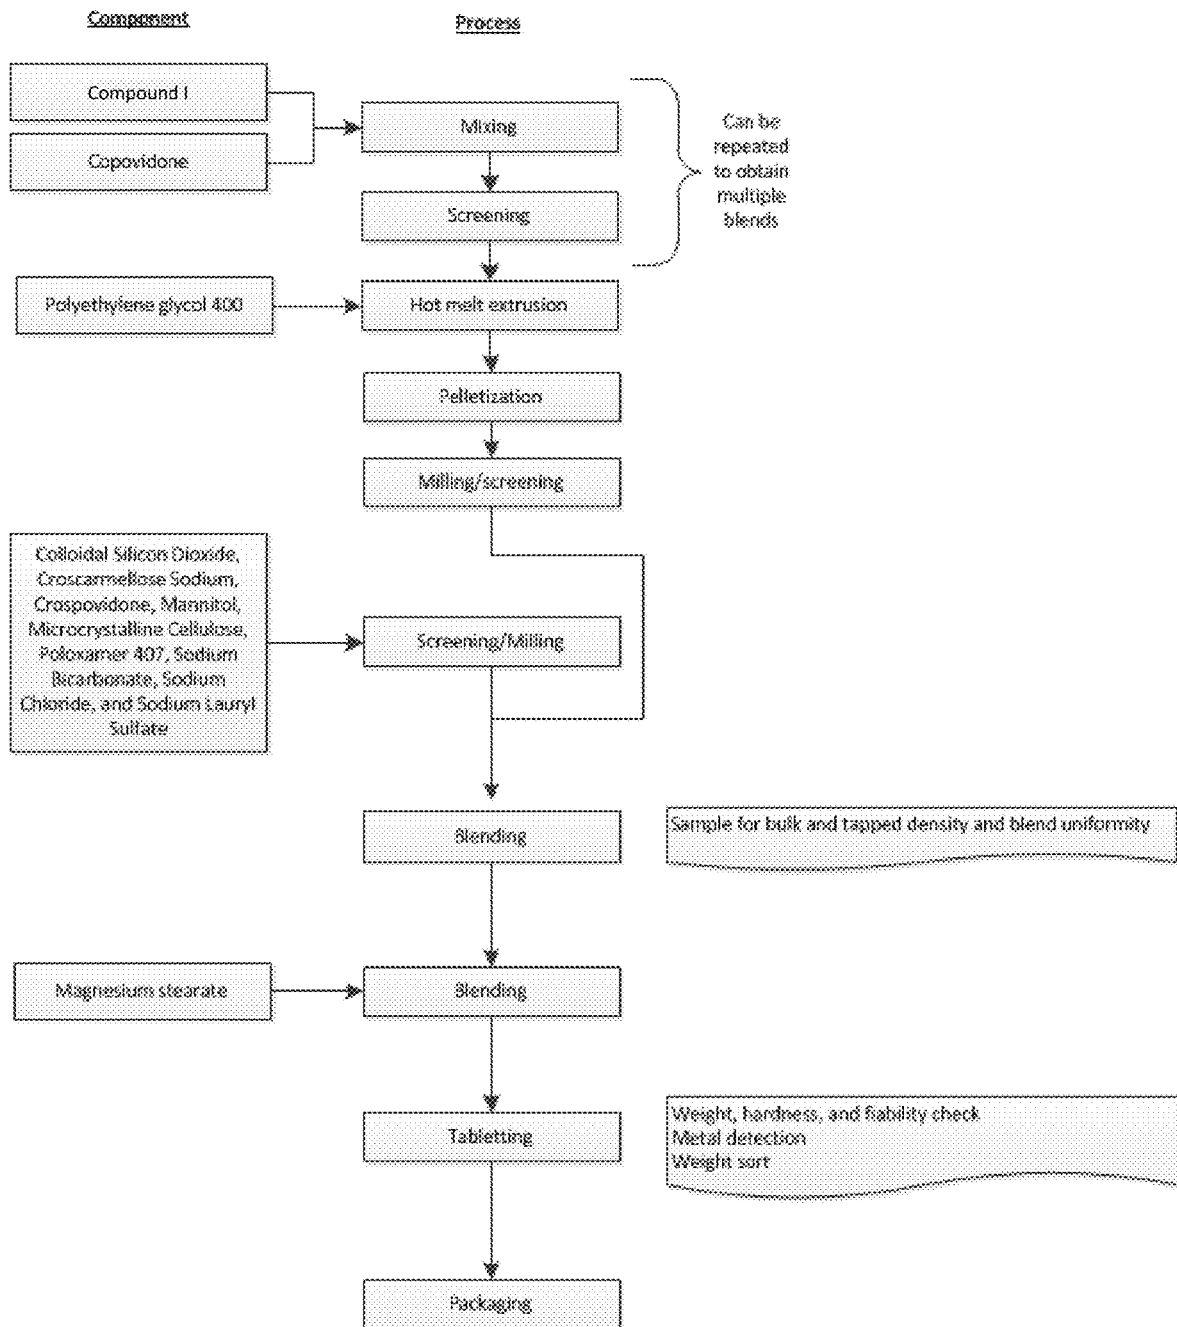 Component
Process
Compound I
Copovidone
Mixing
Screening
Can be
repeated
to obtain
multiple
blends
Polyethylene glycol 400
Hot melt extrusion
Pelletization
Milling/screening
Colloidal Silicon Dioxide,
Croscarmellose Sodium,
Crospovidone, Mannitol,
Microcrystalline Cellulose,
Poloxamer 407, Sodium
Bicarbonate, Sodium
Chloride, and Sodium Lauryl
Sulfate
Screening/Milling
Blending
Sample for bulk and tapped density and blend uniformity
Magnesium stearate
Blending
Tabletting
Weight, hardness, and fiability check
Metal detection
Weight sort
Packaging